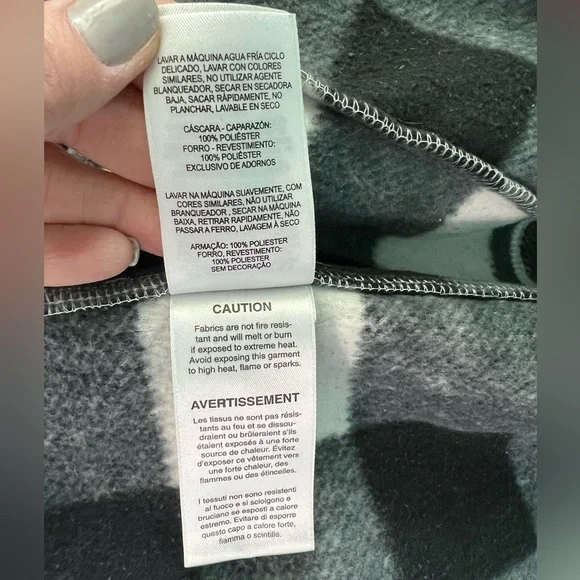 LAVAR A MÁQUINA AGUA FRÍA CICLO
DELICADO, LAVAR CON COLORES
SIMILARES, NO UTILIZAR AGENTE
BLANQUEADOR, SECAR EN SECADORA
BAJA, SACAR RÁPIDAMENTE, NO
PLANCHAR, LAVABLE EN SECO
CÁSCARA - CAPARAZÓN:
100% POLIÉSTER
FORRO - REVESTIMENTO:
100% POLIÉSTER
EXCLUSIVO DE ADORNOS
LAVAR NA MÁQUINA SUAVEMENTE, COM
CORES SIMILARES, NÃO UTILIZAR
BRANQUEADOR , SECAR NA MÁQUINA
BAIXA, RETIRAR RAPIDAMENTE, NÃO
PASSAR A FERRO, LAVAGEM À SECO
ARMAÇÃO: 100% POLIESTER
FORRO, REVESTIMENTO:
100% POLIESTER
SEM DECORAÇÃO
CAUTION
Fabrics are not fire resis-
tant and will melt or burn
if exposed to extreme heat.
Avoid exposing this garment
to high heat, flame or sparks.
AVERTISSEMENT
Les tissus ne sont pas résis-
tants au feu et se dissou-
draient ou brûleraient s'ils
étaient exposés à une forte
source de chaleur. Évitez
d'exposer ce vêtement vers
une forte chaleur, des
flammes ou des étincelles.
I tessuti non sono resistenti
al fuoco e si sciolgono e
bruciano se esposti a calore
estremo. Evitare di esporre
questo capo a calore forte,
fiamma o scintille.